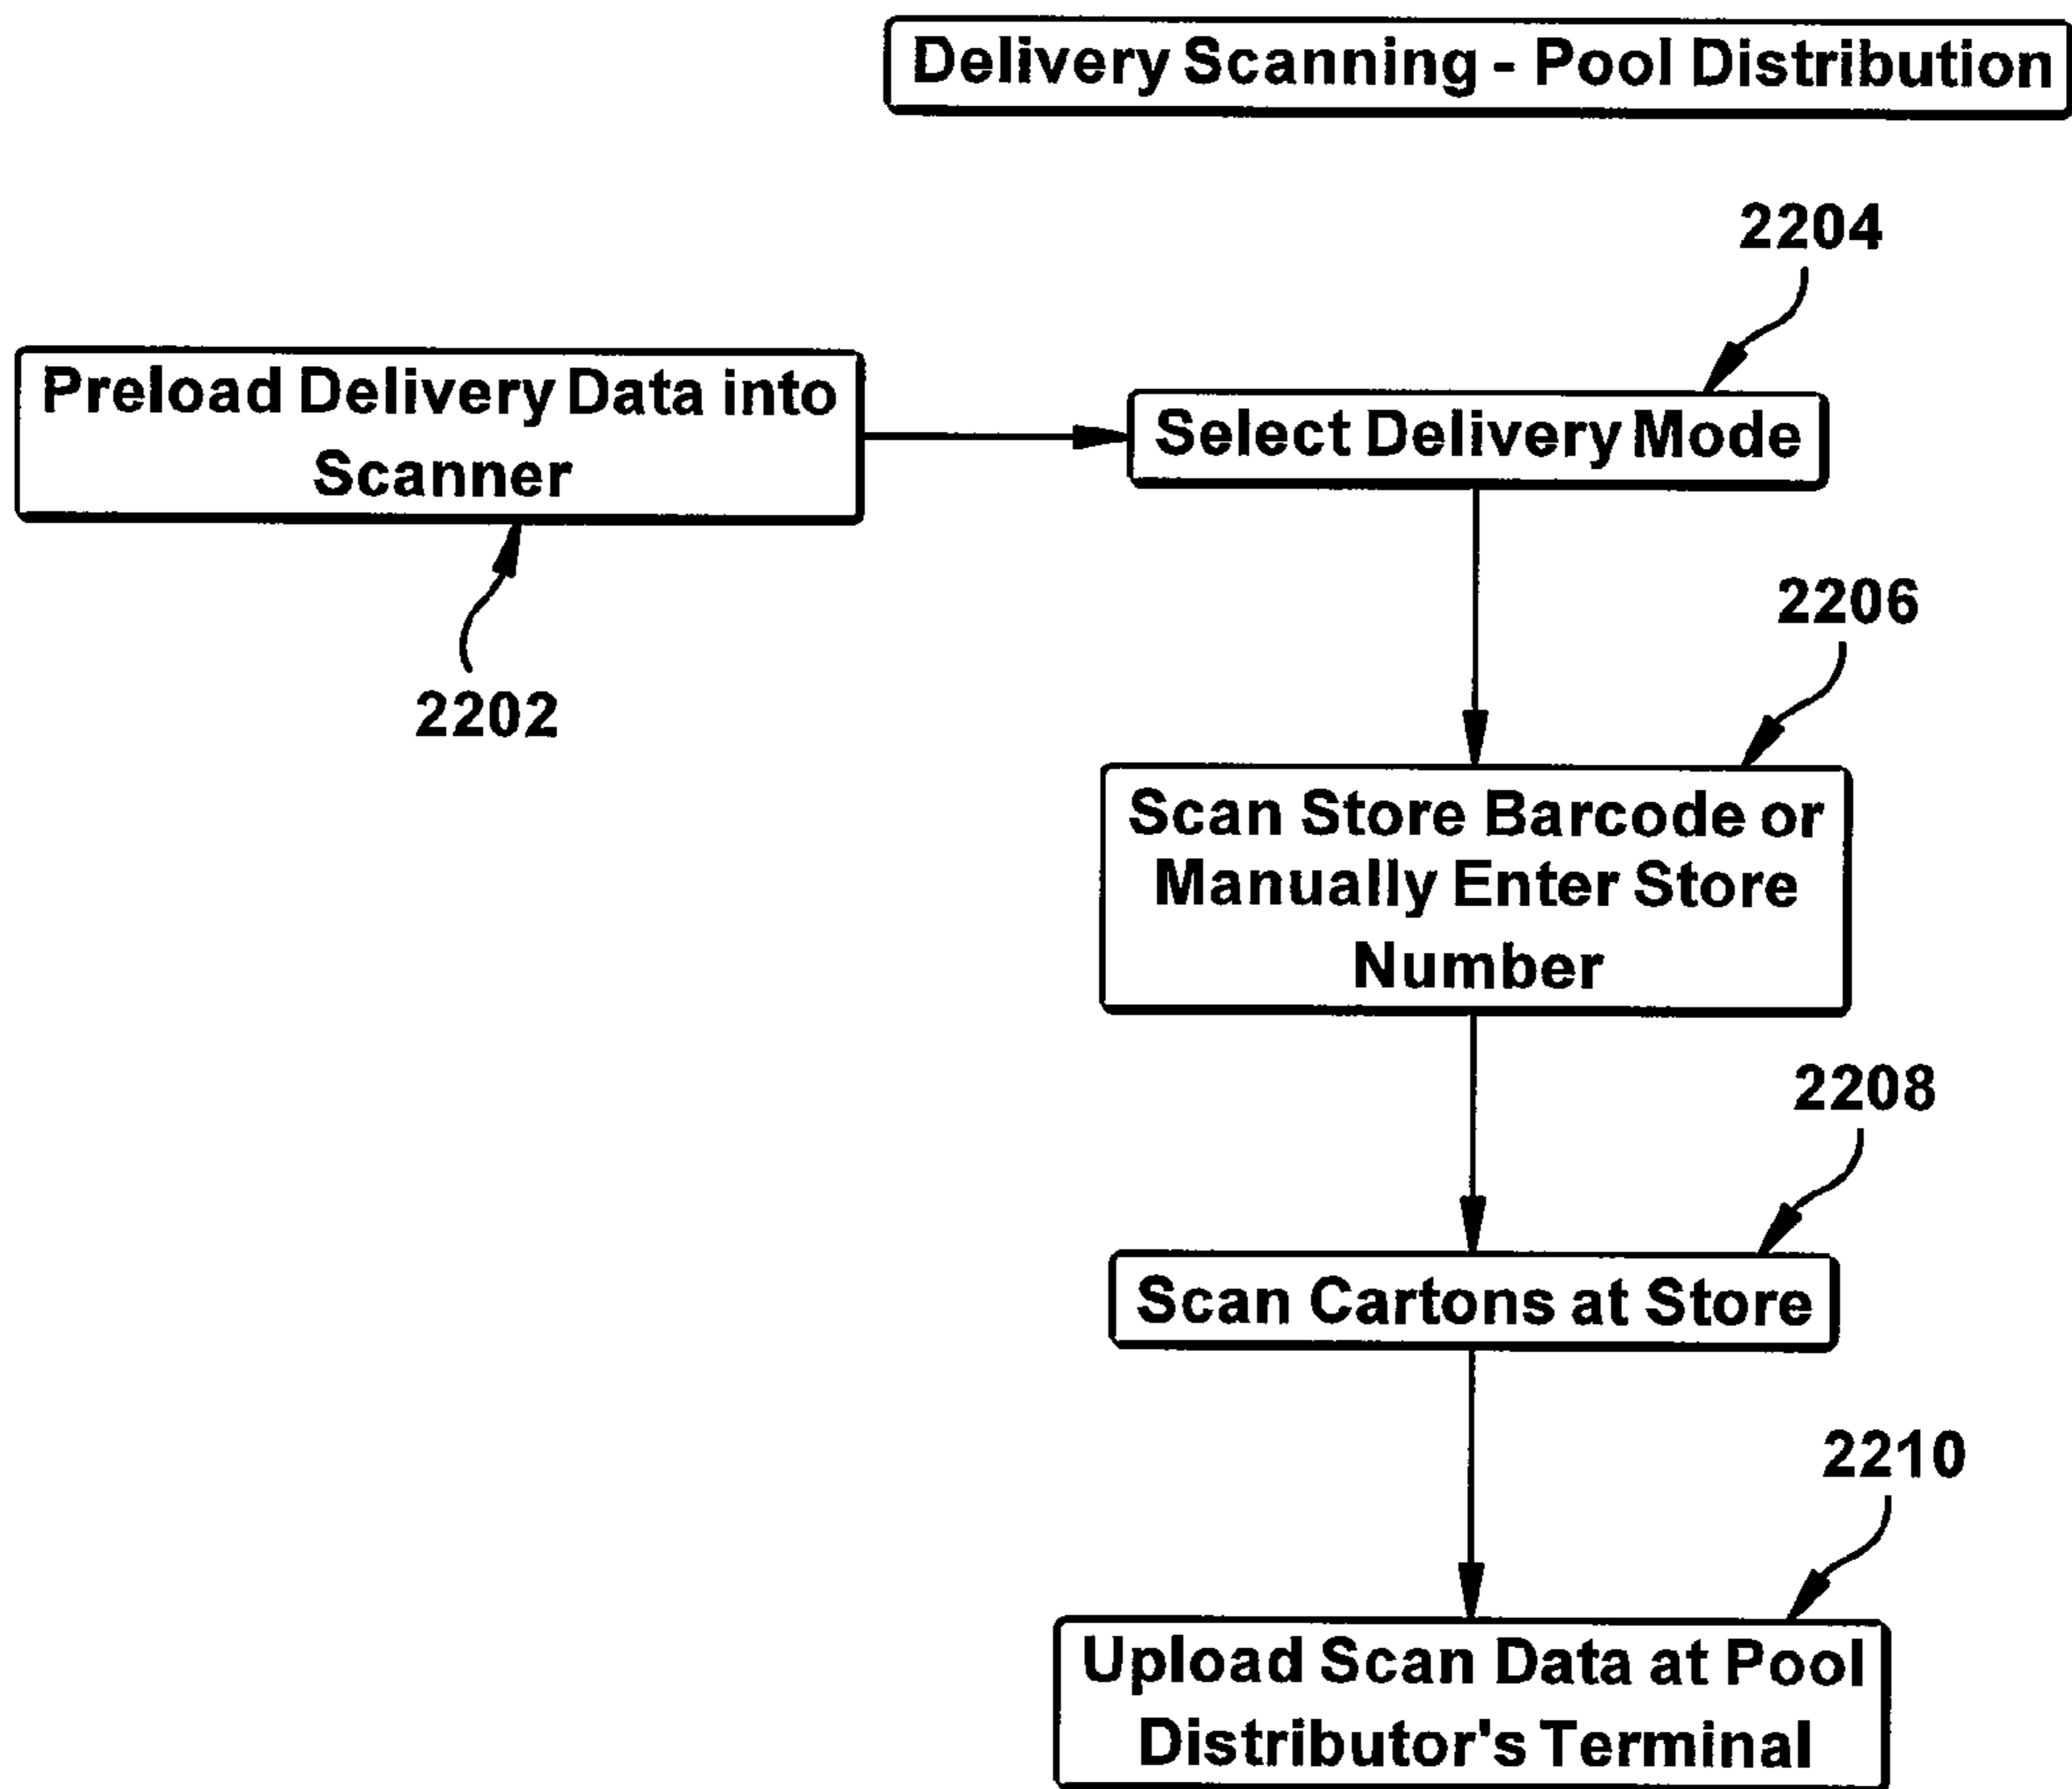 Delivery Scanning - Pool Distribution
2204
Preload Delivery Data into
Scanner
Select Delivery Mode
2202
2206
Scan Store Barcode or
Manually Enter Store
Number
2208
Scan Cartons at Store
2210
Upload Scan Data at Pool
Distributor's Terminal